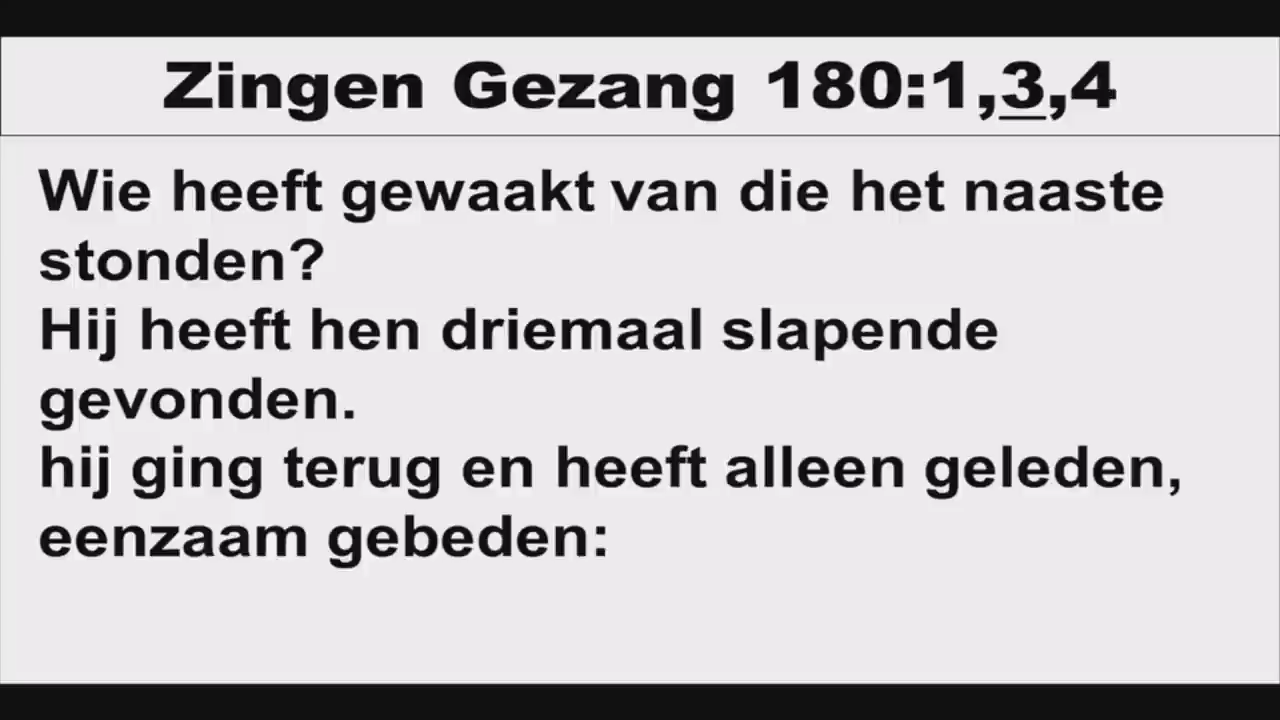 Zingen Gezang 180:1,3,4
Wie heeft gewaakt van die het naaste
stonden?
Hij heeft hen driemaal slapende
gevonden.
hij ging terug en heeft alleen geleden,
eenzaam gebeden: